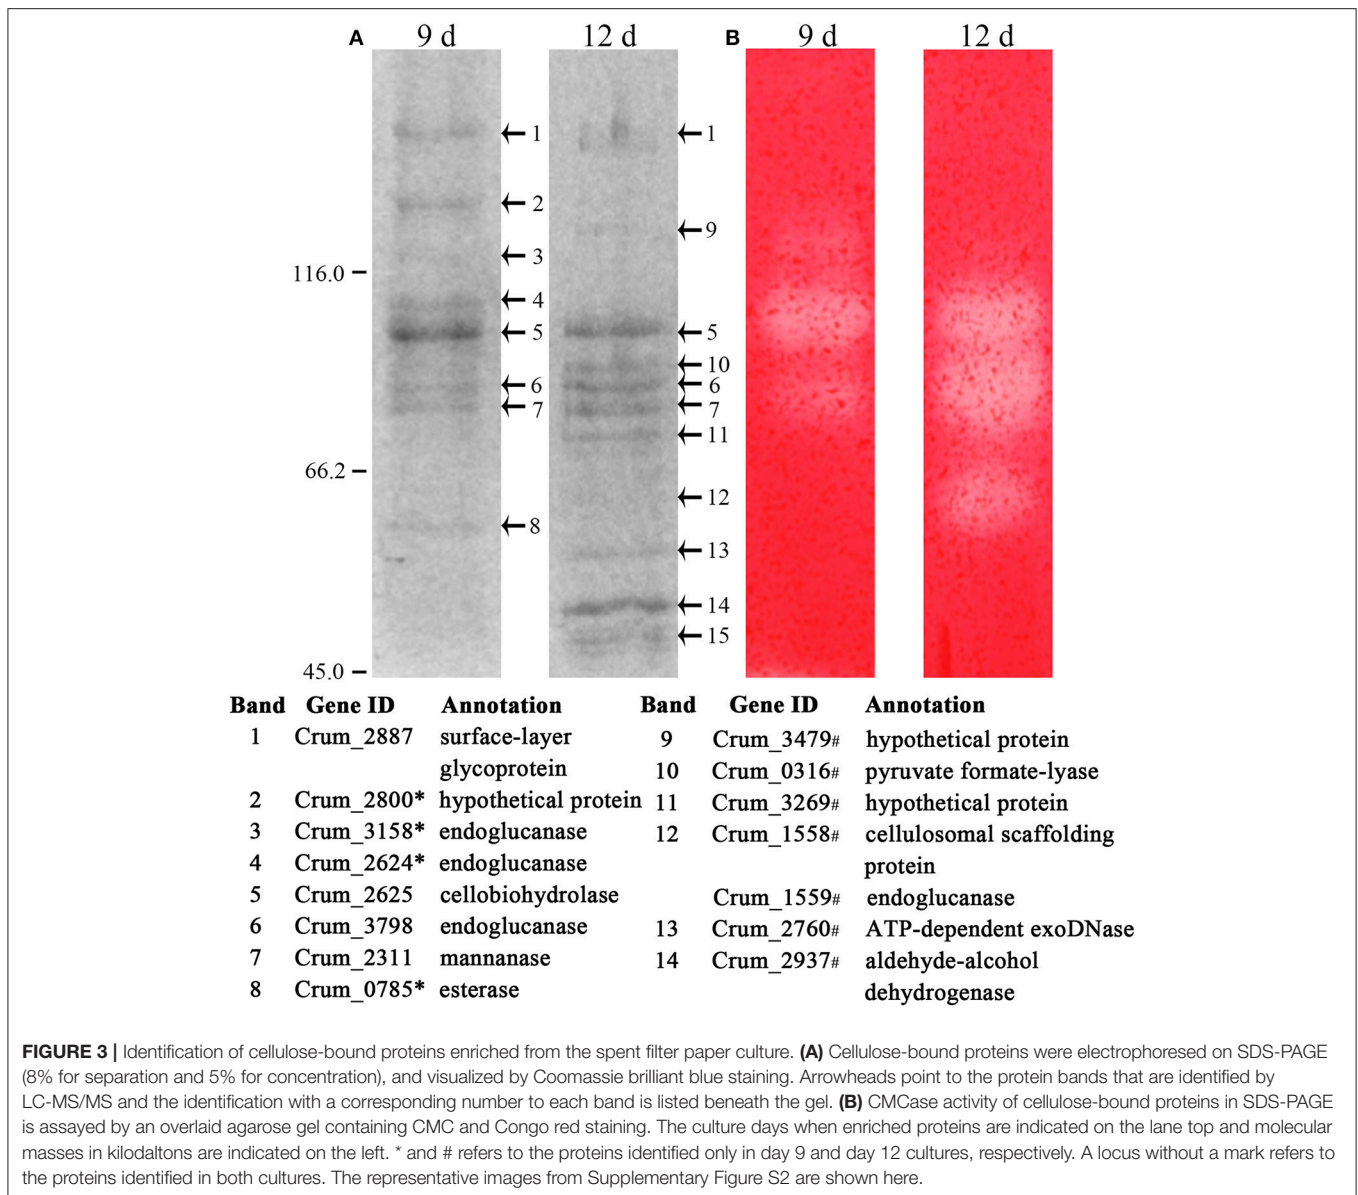 A 9 d 12 d B 9 d 12 d
1 1
2
9
3
116.0
4
5 5
10
6 6
7 7
11
66.2
12
8
13
14
15
45.0
Band Gene ID Annotation Band Gene ID Annotation
1 Crum_2887 surface-layer 9 Crum_3479# hypothetical protein
glycoprotein 10 Crum_0316# pyruvate formate-lyase
2 Crum_2800* hypothetical protein 11 Crum_3269# hypothetical protein
3 Crum_3158* endoglucanase 12 Crum_1558# cellulosomal scaffolding
4 Crum_2624* endoglucanase protein
5 Crum_2625 cellobiohydrolase Crum_1559# endoglucanase
6 Crum_3798 endoglucanase 13 Crum_2760# ATP-dependent exoDNase
7 Crum_2311 mannanase 14 Crum_2937# aldehyde-alcohol
8 Crum_0785* esterase dehydrogenase
FIGURE 3 | Identification of cellulose-bound proteins enriched from the spent filter paper culture. (A) Cellulose-bound proteins were electrophoresed on SDS-PAGE
(8% for separation and 5% for concentration), and visualized by Coomassie brilliant blue staining. Arrowheads point to the protein bands that are identified by
LC-MS/MS and the identification with a corresponding number to each band is listed beneath the gel. (B) CMCase activity of cellulose-bound proteins in SDS-PAGE
is assayed by an overlaid agarose gel containing CMC and Congo red staining. The culture days when enriched proteins are indicated on the lane top and molecular
masses in kilodaltons are indicated on the left. * and # refers to the proteins identified only in day 9 and day 12 cultures, respectively. A locus without a mark refers to
the proteins identified in both cultures. The representative images from Supplementary Figure S2 are shown here.